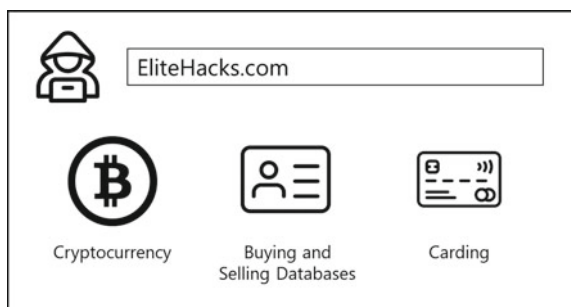 EliteHacks.com
Cryptocurrency
Buying and
Selling Databases
Carding